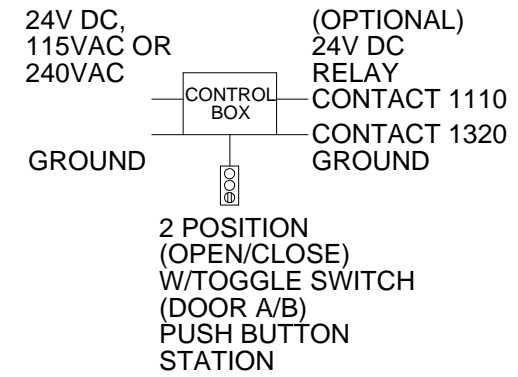 24V DC,
115VAC OR
240VAC
(OPTIONAL)
24V DC
RELAY
CONTACT 1110
CONTACT 1320
GROUND
CONTROL
BOX
GROUND
2 POSITION
(OPEN/CLOSE)
W/TOGGLE SWITCH
(DOOR A/B)
PUSH BUTTON
STATION